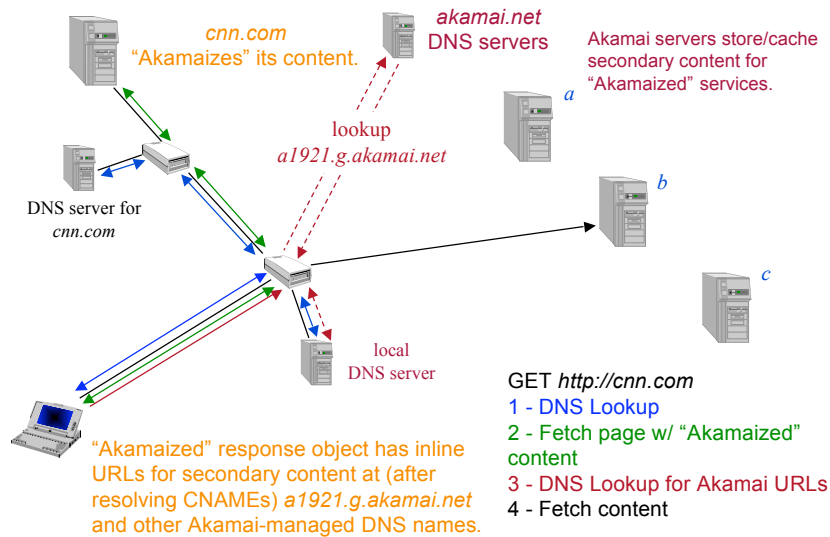 cnn.com
“Akamaizes” its content.
akamai.net
DNS servers
Akamai servers store/cache
secondary content for
“Akamaized” services.
a
lookup
a1921.g.akamai.net
b
DNS server for
cnn.com
c
local
DNS server
GET http://cnn.com
1 - DNS Lookup
2 - Fetch page w/ “Akamaized”
content
3 - DNS Lookup for Akamai URLs
4 - Fetch content
“Akamaized” response object has inline
URLs for secondary content at (after
resolving CNAMEs) a1921.g.akamai.net
and other Akamai-managed DNS names.